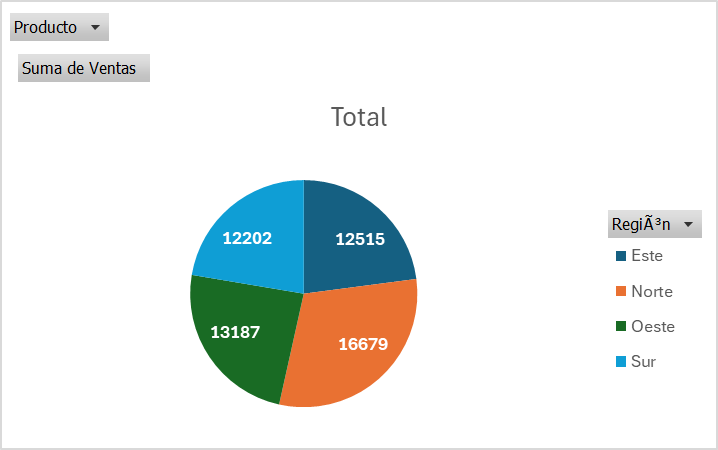 Producto
Suma de Ventas
Total
12202
12515
13187
16679
RegiÃ³n
Este
Norte
Oeste
Sur